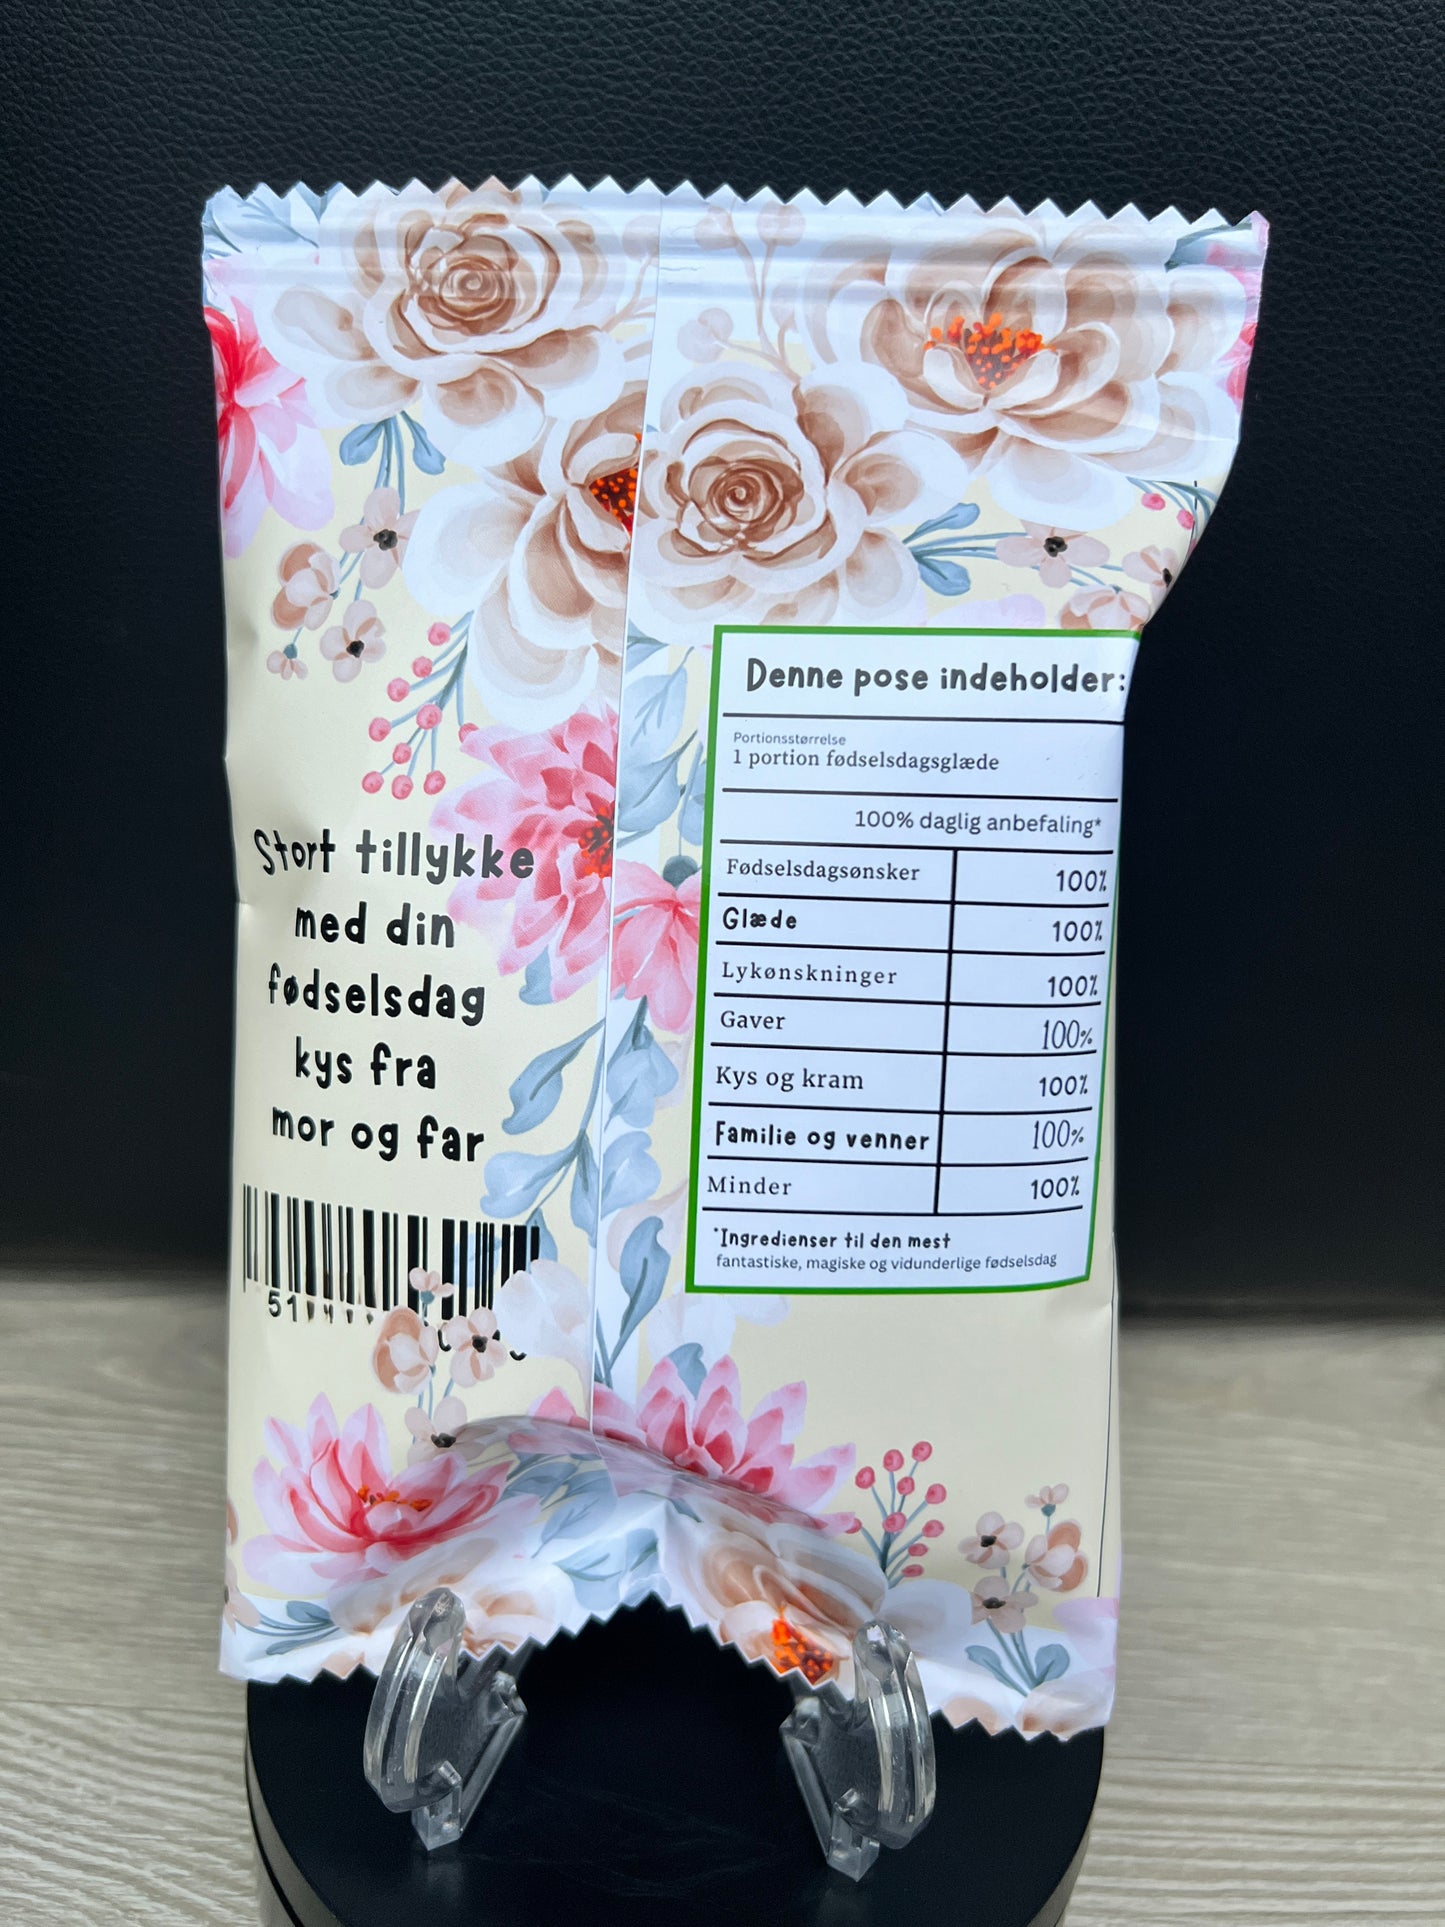 Stort tillykke
med din
fødselsdag
kys fra
mor og far
51
Denne pose indeholder:
Portionsstørrelse
1 portion fødselsdagsglæde
100% daglig anbefaling*
Fødselsdagsønsker 100%
Glæde 100%
Lykønskninger 100%
Gaver 100%
Kys og kram 100%
Familie og venner 100%
Minder 100%
*Ingredienser til den mest
fantastiske, magiske og vidunderlige fødselsdag